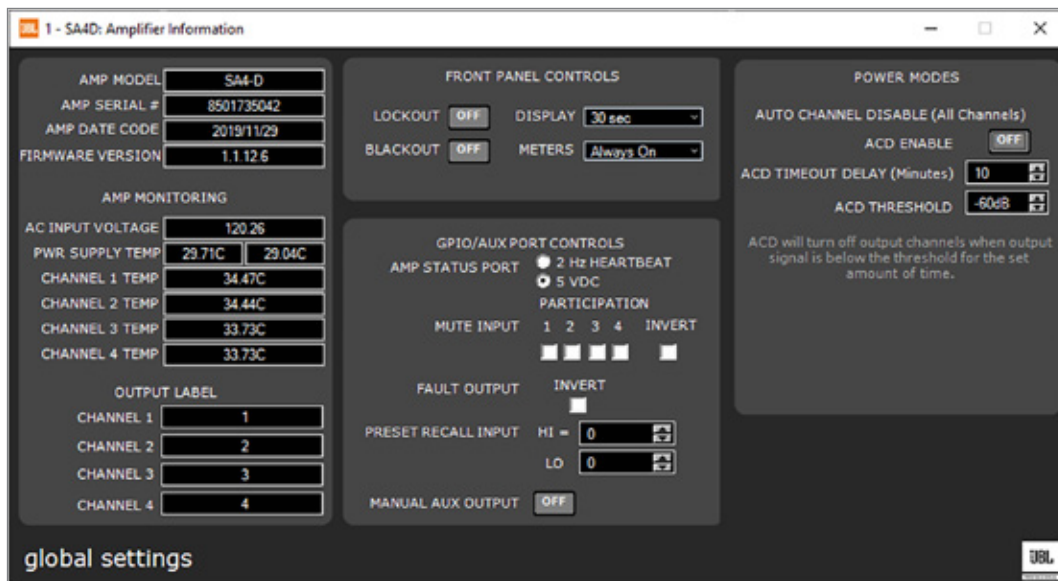 JBL 1 - SA4D: Amplifier Information
AMP MODEL SA4-D
AMP SERIAL # 8501735042
AMP DATE CODE 2019/11/29
FIRMWARE VERSION 1.1.12.6
AMP MONITORING
AC INPUT VOLTAGE 120.26
PWR SUPPLY TEMP 29.71C 29.04C
CHANNEL 1 TEMP 34.47C
CHANNEL 2 TEMP 34.44C
CHANNEL 3 TEMP 33.73C
CHANNEL 4 TEMP 33.73C
OUTPUT LABEL
CHANNEL 1 1
CHANNEL 2 2
CHANNEL 3 3
CHANNEL 4 4
FRONT PANEL CONTROLS
LOCKOUT OFF DISPLAY 30 sec
BLACKOUT OFF METERS Always On
GPIO/AUX PORT CONTROLS
AMP STATUS PORT 2 Hz HEARTBEAT
5 VDC
PARTICIPATION
MUTE INPUT 1 2 3 4 INVERT
FAULT OUTPUT INVERT
PRESET RECALL INPUT HI = 0
LO 0
MANUAL AUX OUTPUT OFF
POWER MODES
AUTO CHANNEL DISABLE (All Channels)
ACD ENABLE OFF
ACD TIMEOUT DELAY (Minutes) 10
ACD THRESHOLD -60dB
ACD will turn off output channels when output
signal is below the threshold for the set
amount of time.
global settings
JBL